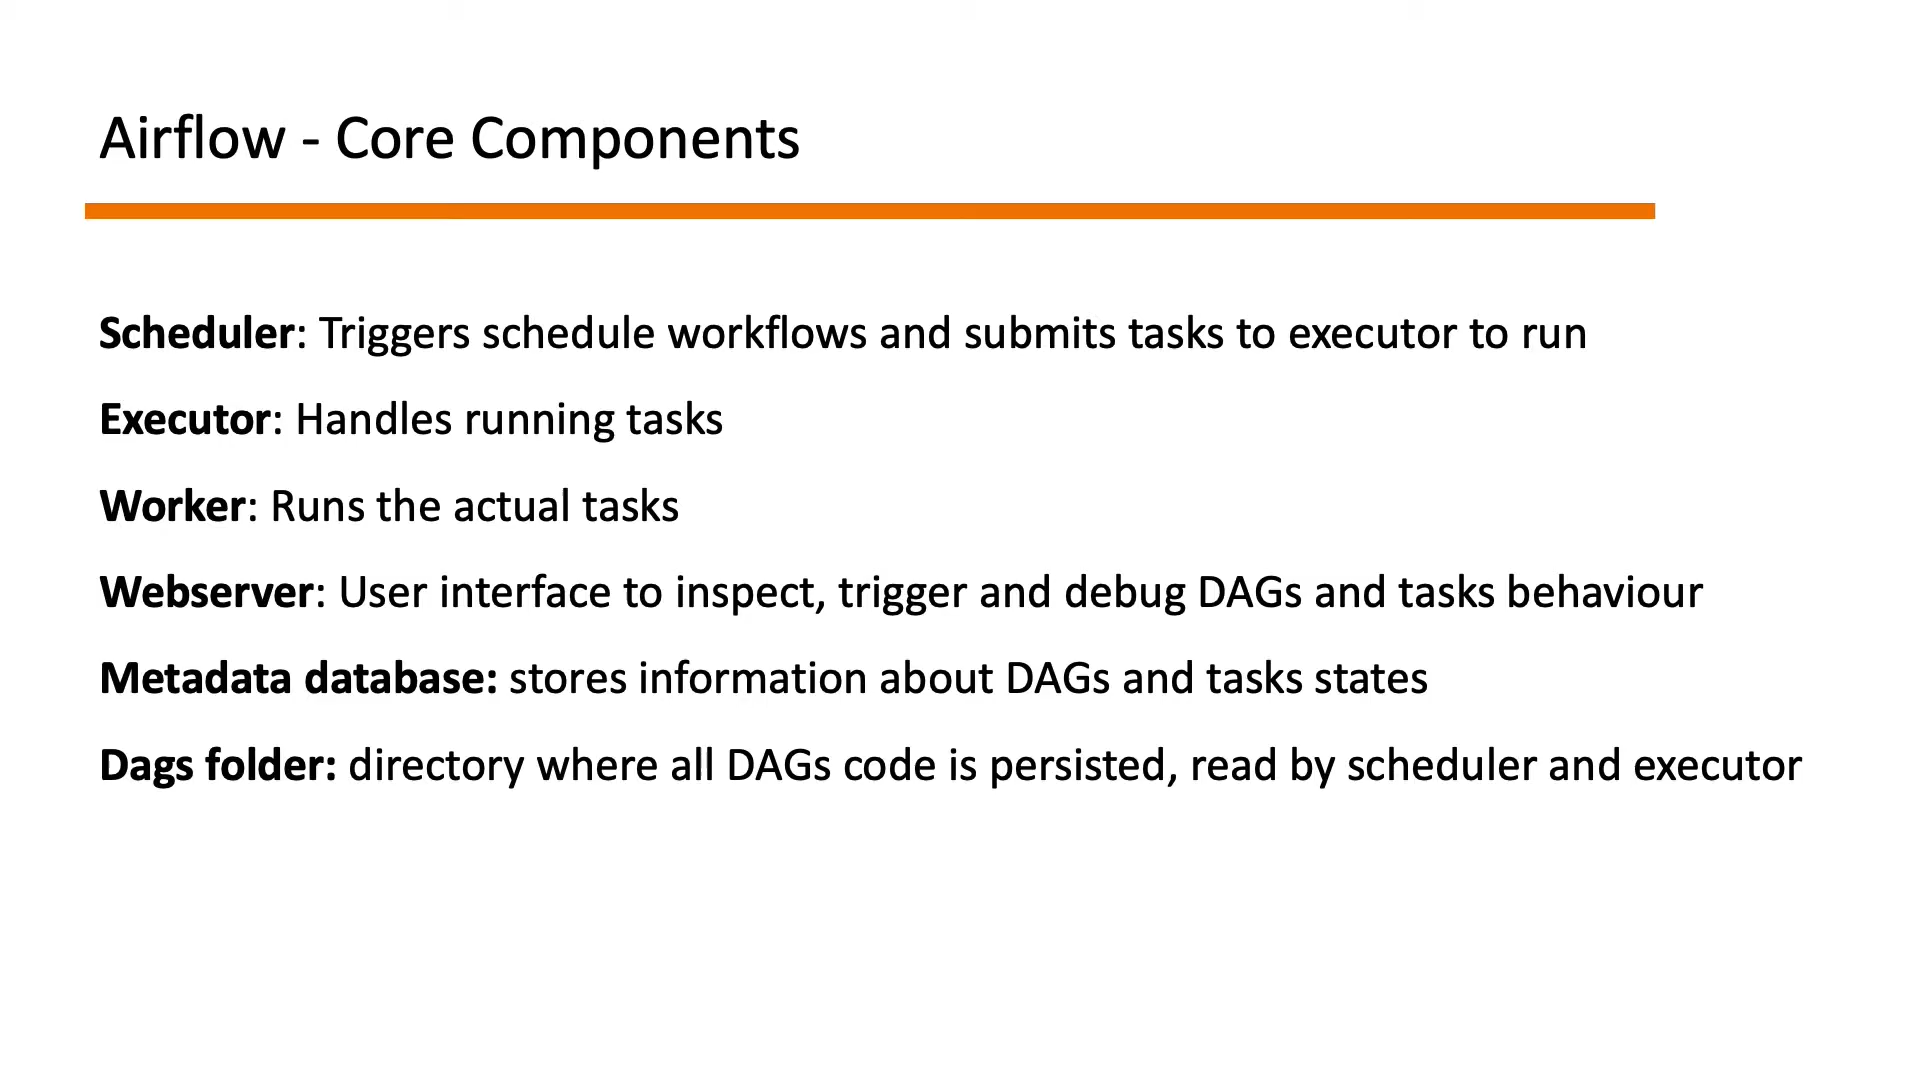 Airflow - Core Components
Scheduler: Triggers schedule workflows and submits tasks to executor to run
Executor: Handles running tasks
Worker: Runs the actual tasks
Webserver: User interface to inspect, trigger and debug DAGs and tasks behaviour
Metadata database: stores information about DAGs and tasks states
Dags folder: directory where all DAGs code is persisted, read by scheduler and executor